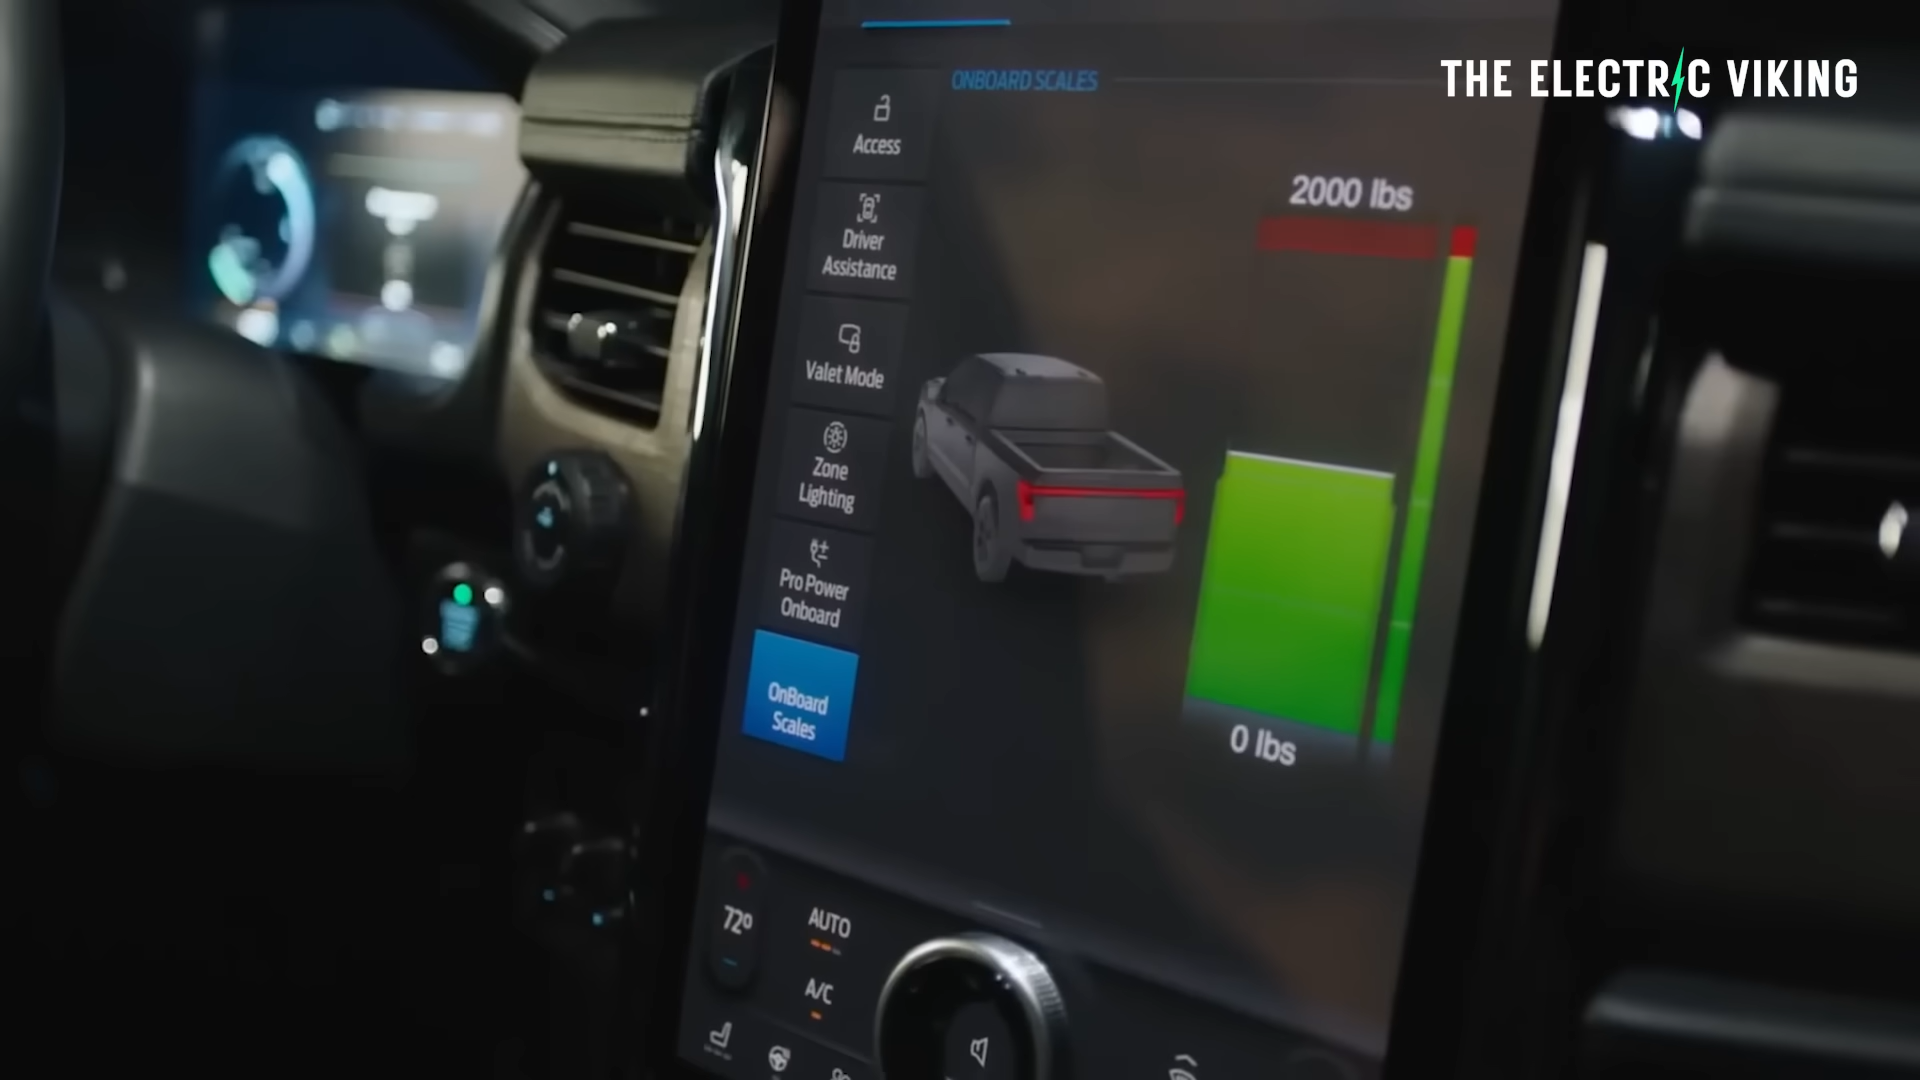 THE ELECTRIC VIKING
ONBOARD SCALES
Access
Driver
Assistance
Valet Mode
Zone
Lighting
Pro Power
Onboard
OnBoard
Scales
2000 lbs
0 lbs
72º
AUTO
A/C